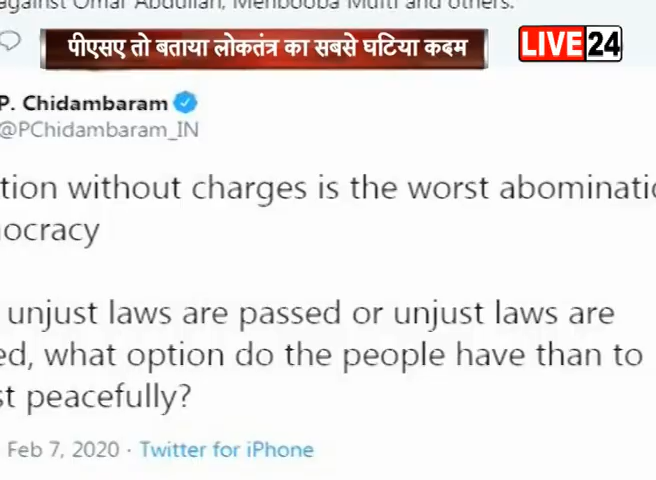 against Omar Abdullah, Mehbooba Mufti and others.
पीएसए तो बताया लोकतंत्र का सबसे घटिया कदम
LIVE 24
P. Chidambaram
@PChidambaram_IN
tion without charges is the worst abominatio
ocracy
unjust laws are passed or unjust laws are
ed, what option do the people have than to
st peacefully?
Feb 7, 2020 · Twitter for iPhone